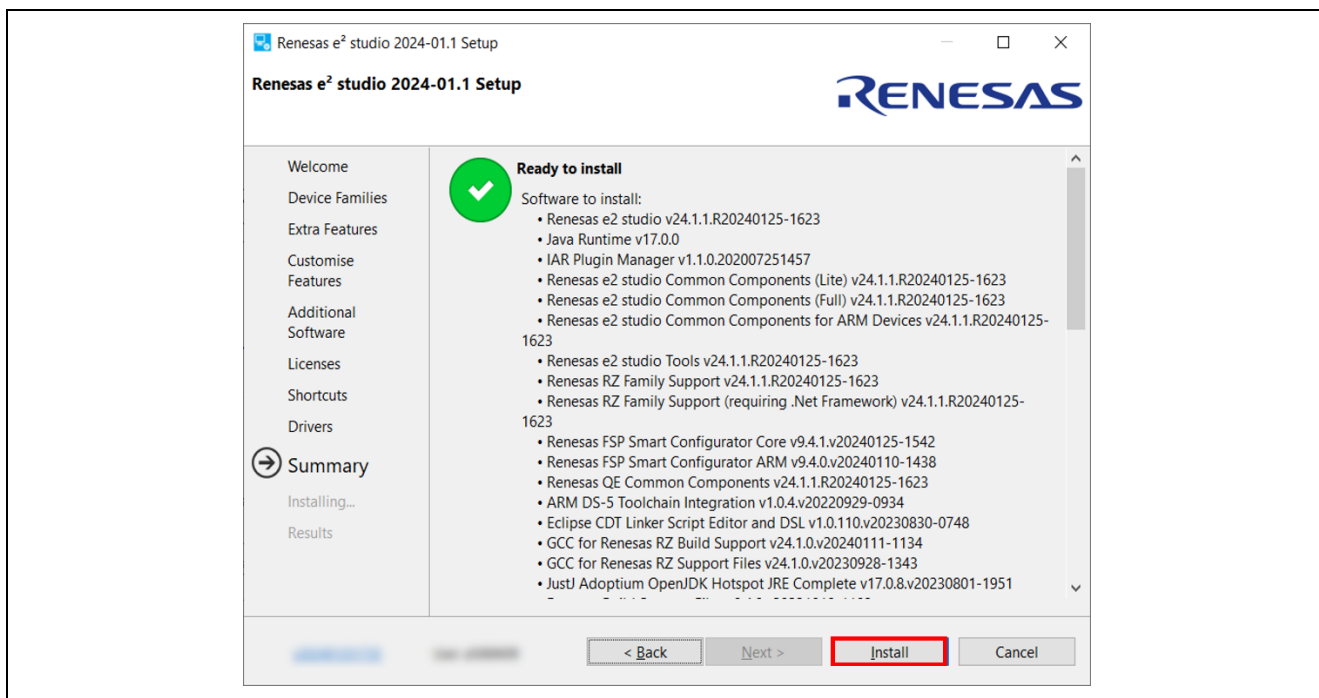 Renesas e² studio 2024-01.1 Setup
Renesas e² studio 2024-01.1 Setup
RENESAS
Welcome
Device Families
Extra Features
Customise
Features
Additional
Software
Licenses
Shortcuts
Drivers
Summary
Installing...
Results
Ready to install
Software to install:
• Renesas e2 studio v24.1.1.R20240125-1623
• Java Runtime v17.0.0
• IAR Plugin Manager v1.1.0.202007251457
• Renesas e2 studio Common Components (Lite) v24.1.1.R20240125-1623
• Renesas e2 studio Common Components (Full) v24.1.1.R20240125-1623
• Renesas e2 studio Common Components for ARM Devices v24.1.1.R20240125-
1623
• Renesas e2 studio Tools v24.1.1.R20240125-1623
• Renesas RZ Family Support v24.1.1.R20240125-1623
• Renesas RZ Family Support (requiring .Net Framework) v24.1.1.R20240125-
1623
• Renesas FSP Smart Configurator Core v9.4.1.v20240125-1542
• Renesas FSP Smart Configurator ARM v9.4.0.v20240110-1438
• Renesas QE Common Components v24.1.1.R20240125-1623
• ARM DS-5 Toolchain Integration v1.0.4.v20220929-0934
• Eclipse CDT Linker Script Editor and DSL v1.0.110.v20230830-0748
• GCC for Renesas RZ Build Support v24.1.0.v20240111-1134
• GCC for Renesas RZ Support Files v24.1.0.v20230928-1343
• JustJ Adoptium OpenJDK Hotspot JRE Complete v17.0.8.v20230801-1951
< Back
Next >
Install
Cancel